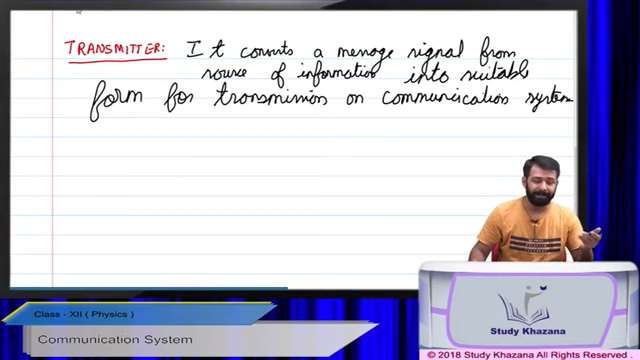 TRANSMITTER: It converts a message signal from
source of information into suitable
form for transmission on communication system
Study Khazana
Class - XII ( Physics )
Communication System
© 2018 Study Khazana All Rights Reserved.